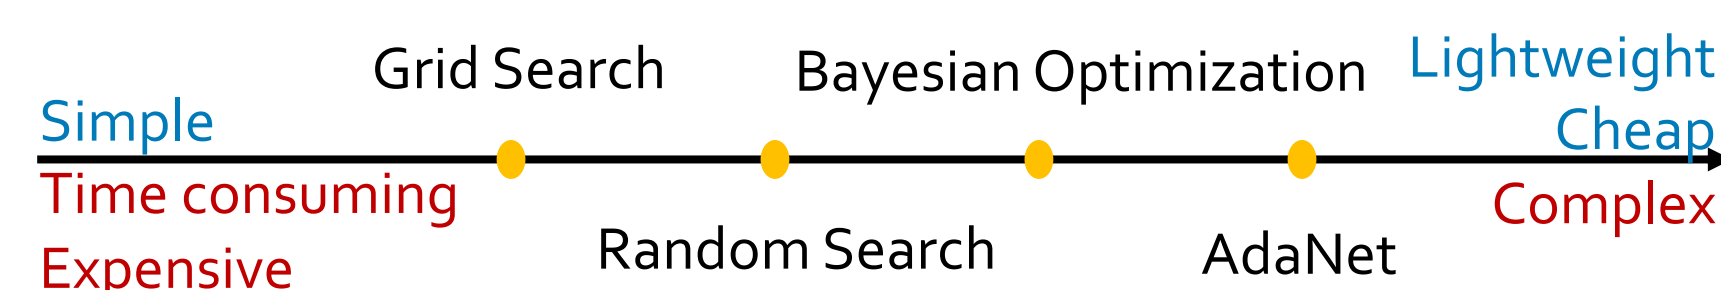 Grid Search
Bayesian Optimization
Lightweight
Simple
Cheap
Time consuming
Complex
Random Search
AdaNet
Expensive